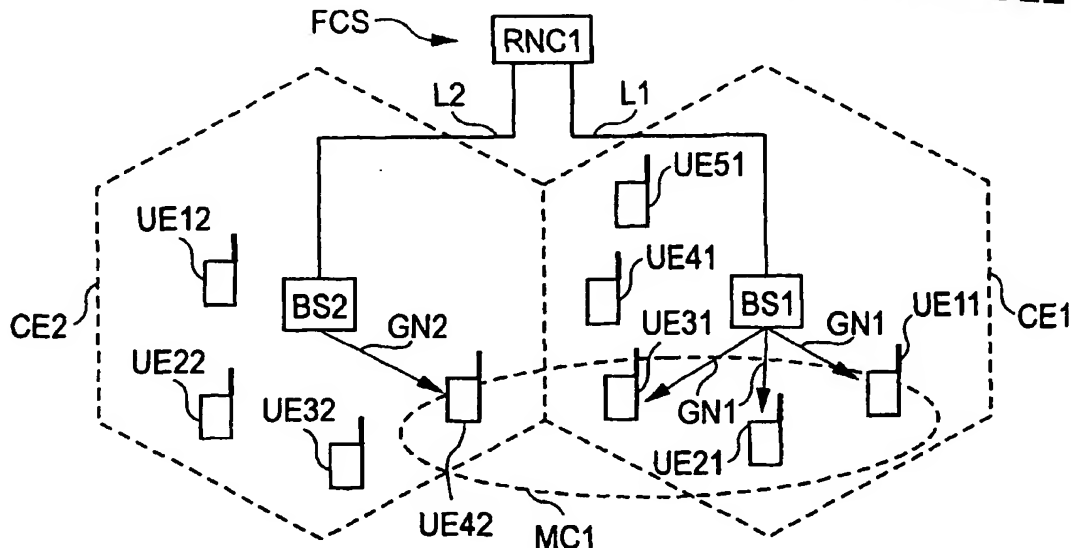 FCS
RNC1
L2
L1
UE51
UE12
UE41
BS2
BS1
CE2
GN2
UE31
GN1
UE11
CE1
UE22
UE32
GN1
UE21
UE42
MC1